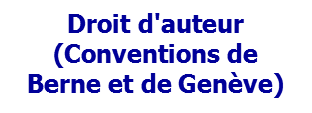 Droit d'auteur
(Conventions de
Berne et de Genève)